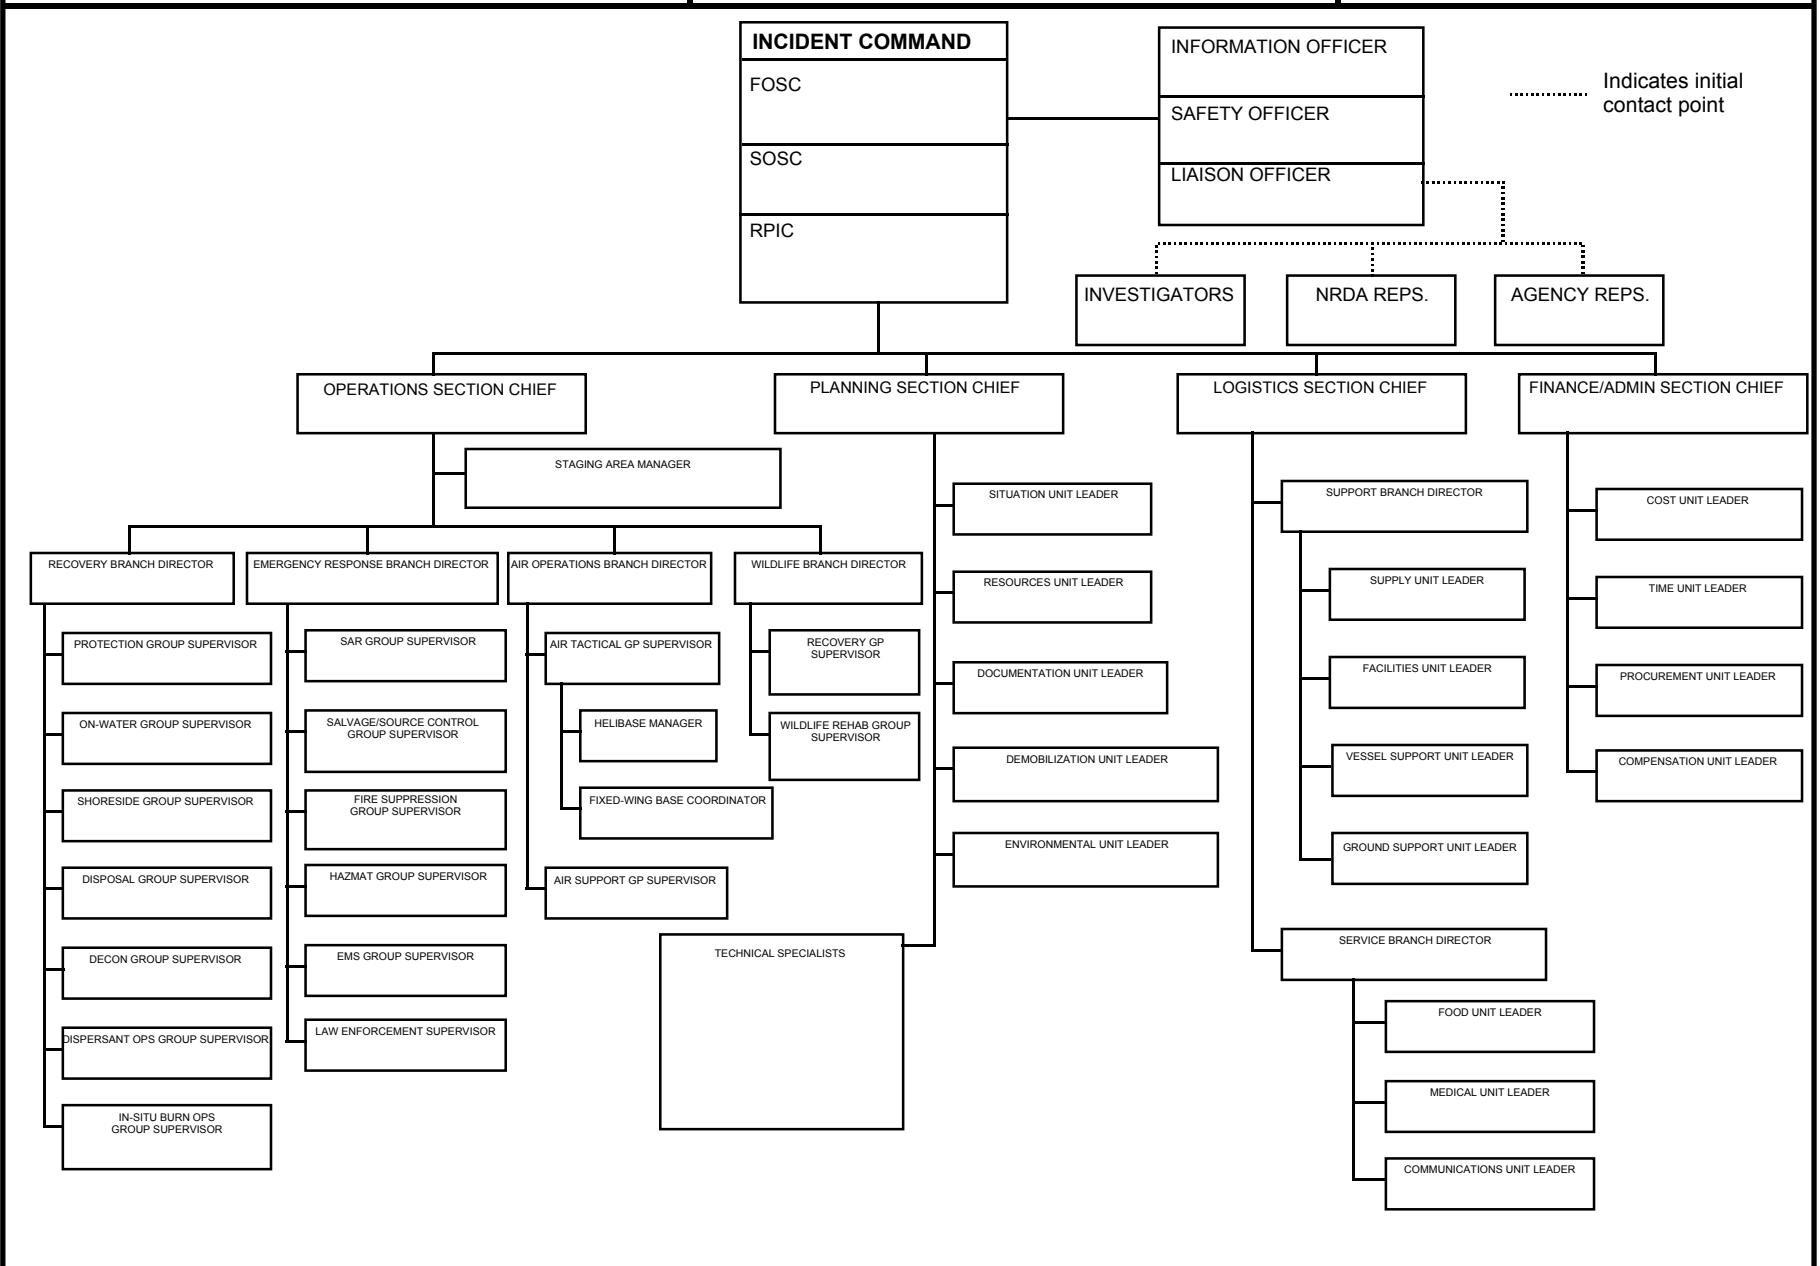 INCIDENT COMMAND
FOSC
SOSC
RPIC
INFORMATION OFFICER
SAFETY OFFICER
LIAISON OFFICER
Indicates initial
contact point
INVESTIGATORS
NRDA REPS.
AGENCY REPS.
OPERATIONS SECTION CHIEF
PLANNING SECTION CHIEF
LOGISTICS SECTION CHIEF
FINANCE/ADMIN SECTION CHIEF
STAGING AREA MANAGER
RECOVERY BRANCH DIRECTOR
EMERGENCY RESPONSE BRANCH DIRECTOR
AIR OPERATIONS BRANCH DIRECTOR
WILDLIFE BRANCH DIRECTOR
PROTECTION GROUP SUPERVISOR
ON-WATER GROUP SUPERVISOR
SHORESIDE GROUP SUPERVISOR
DISPOSAL GROUP SUPERVISOR
DECON GROUP SUPERVISOR
DISPERSANT OPS GROUP SUPERVISOR
IN-SITU BURN OPS
GROUP SUPERVISOR
SAR GROUP SUPERVISOR
SALVAGE/SOURCE CONTROL
GROUP SUPERVISOR
FIRE SUPPRESSION
GROUP SUPERVISOR
HAZMAT GROUP SUPERVISOR
EMS GROUP SUPERVISOR
LAW ENFORCEMENT SUPERVISOR
AIR TACTICAL GP SUPERVISOR
HELIBASE MANAGER
FIXED-WING BASE COORDINATOR
AIR SUPPORT GP SUPERVISOR
RECOVERY GP
SUPERVISOR
WILDLIFE REHAB GROUP
SUPERVISOR
SITUATION UNIT LEADER
RESOURCES UNIT LEADER
DOCUMENTATION UNIT LEADER
DEMOBILIZATION UNIT LEADER
ENVIRONMENTAL UNIT LEADER
TECHNICAL SPECIALISTS
SUPPORT BRANCH DIRECTOR
SUPPLY UNIT LEADER
FACILITIES UNIT LEADER
VESSEL SUPPORT UNIT LEADER
GROUND SUPPORT UNIT LEADER
SERVICE BRANCH DIRECTOR
FOOD UNIT LEADER
MEDICAL UNIT LEADER
COMMUNICATIONS UNIT LEADER
COST UNIT LEADER
TIME UNIT LEADER
PROCUREMENT UNIT LEADER
COMPENSATION UNIT LEADER